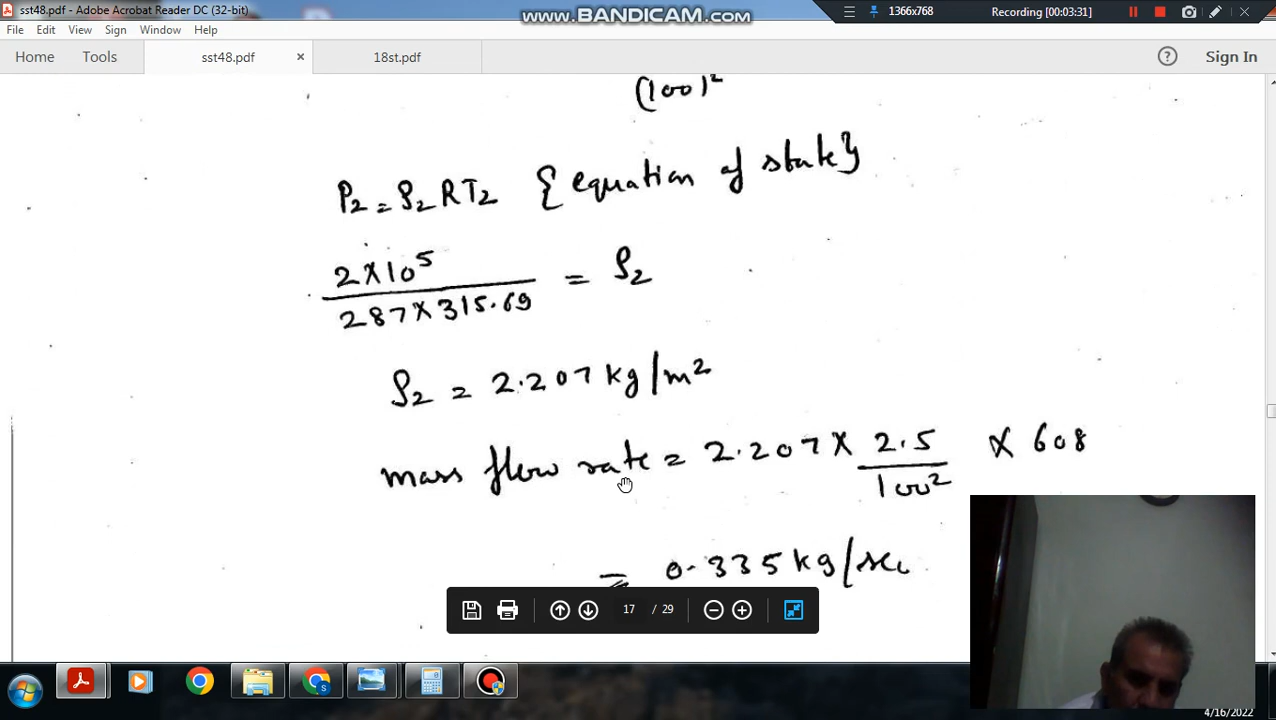 sst48.pdf - Adobe Acrobat Reader DC (32-bit)
www.BANDICAM.com
1366x768
Recording [00:03:31]
File Edit View Sign Window Help
Home Tools sst48.pdf × 18st.pdf Sign In
(100)²
P₂ = ρ₂RT₂ {equation of state}
2×10⁵ / 287×315.69 = ρ₂
ρ₂ = 2.207 kg/m²
mass flow rate = 2.207 × 2.5 / 100² × 608
= 0.335 kg/sec
17 / 29
4/16/2022